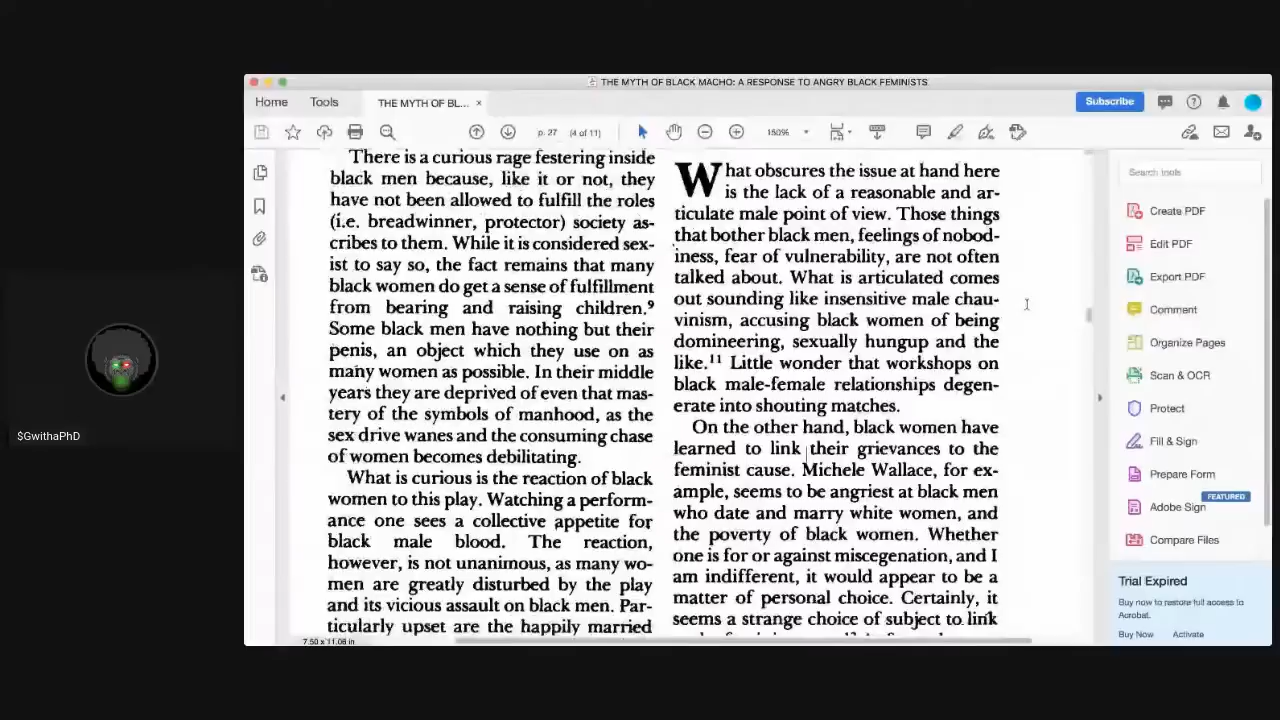 THE MYTH OF BLACK MACHO: A RESPONSE TO ANGRY BLACK FEMINISTS
Home
Tools
THE MYTH OF BL... ×
Subscribe
p. 27
(4 of 11)
150%
There is a curious rage festering inside
black men because, like it or not, they
have not been allowed to fulfill the roles
(i.e. breadwinner, protector) society as-
cribes to them. While it is considered sex-
ist to say so, the fact remains that many
black women do get a sense of fulfillment
from bearing and raising children.⁹
Some black men have nothing but their
penis, an object which they use on as
many women as possible. In their middle
years they are deprived of even that mas-
tery of the symbols of manhood, as the
sex drive wanes and the consuming chase
of women becomes debilitating.
What is curious is the reaction of black
women to this play. Watching a perform-
ance one sees a collective appetite for
black male blood. The reaction,
however, is not unanimous, as many wo-
men are greatly disturbed by the play
and its vicious assault on black men. Par-
ticularly upset are the happily married
7.50 x 11.06 in
What obscures the issue at hand here
is the lack of a reasonable and ar-
ticulate male point of view. Those things
that bother black men, feelings of nobod-
iness, fear of vulnerability, are not often
talked about. What is articulated comes
out sounding like insensitive male chau-
vinism, accusing black women of being
domineering, sexually hungup and the
like.¹¹ Little wonder that workshops on
black male-female relationships degen-
erate into shouting matches.
On the other hand, black women have
learned to link their grievances to the
feminist cause. Michele Wallace, for ex-
ample, seems to be angriest at black men
who date and marry white women, and
the poverty of black women. Whether
one is for or against miscegenation, and I
am indifferent, it would appear to be a
matter of personal choice. Certainly, it
seems a strange choice of subject to link
Search tools
Create PDF
Edit PDF
Export PDF
Comment
Organize Pages
Scan & OCR
Protect
Fill & Sign
Prepare Form
FEATURED
Adobe Sign
Compare Files
Trial Expired
Buy now to restore full access to
Acrobat.
Buy Now
Activate
$GwithaPhD